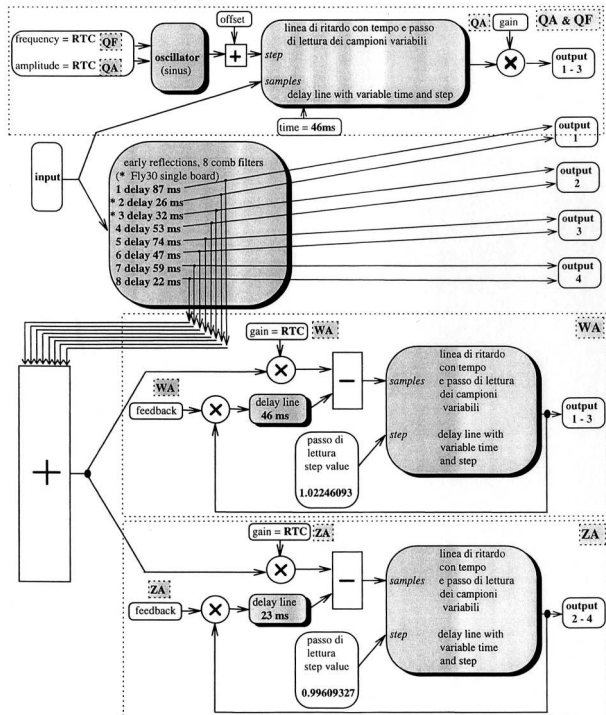 offset
frequency = RTC QF
amplitude = RTC QA
oscillator
(sinus)
+
linea di ritardo con tempo e passo
di lettura dei campioni variabili
step
samples
delay line with variable time and step
QA
gain
QA & QF
×
output
1 - 3
time = 46ms
input
early reflections, 8 comb filters
(* Fly30 single board)
1 delay 87 ms
* 2 delay 26 ms
* 3 delay 32 ms
4 delay 53 ms
5 delay 74 ms
6 delay 47 ms
7 delay 59 ms
8 delay 22 ms
output
1
output
2
output
3
output
4
+
gain = RTC WA
WA
×
WA
feedback
×
delay line
46 ms
−
samples
linea di ritardo
con tempo
e passo di lettura
dei campioni
variabili
step
delay line with
variable time
and step
output
1 - 3
passo di
lettura
step value
1.02246093
gain = RTC ZA
ZA
×
ZA
feedback
×
delay line
23 ms
−
samples
linea di ritardo
con tempo
e passo di lettura
dei campioni
variabili
step
delay line with
variable time
and step
output
2 - 4
passo di
lettura
step value
0.99609327